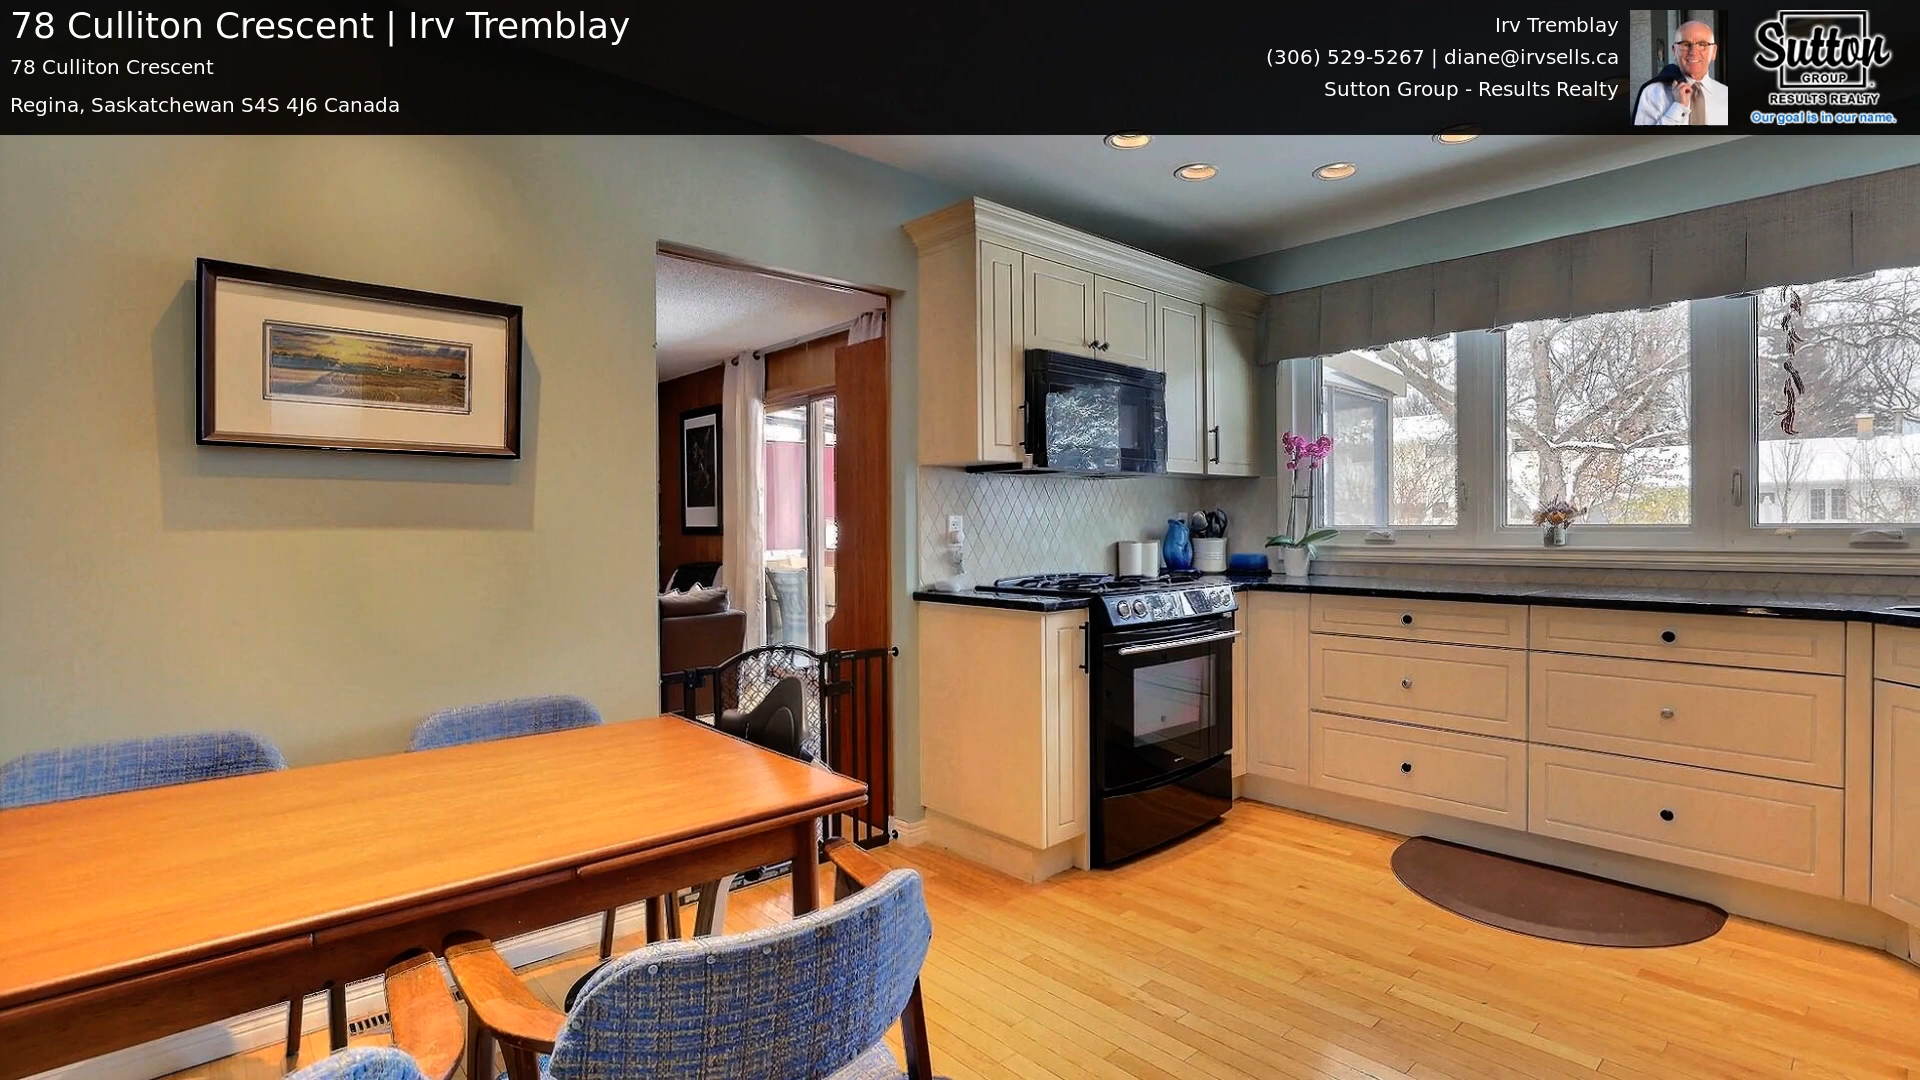 78 Culliton Crescent | Irv Tremblay
78 Culliton Crescent
Regina, Saskatchewan S4S 4J6 Canada
Irv Tremblay
(306) 529-5267 | diane@irvsells.ca
Sutton Group - Results Realty
Sutton
GROUP
RESULTS REALTY
Our goal is in our name.